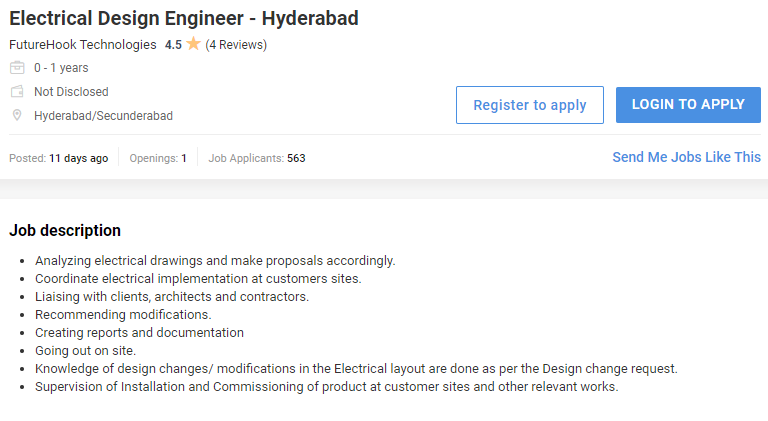 Electrical Design Engineer - Hyderabad
FutureHook Technologies 4.5 (4 Reviews)
0 - 1 years
Not Disclosed
Hyderabad/Secunderabad
Register to apply
LOGIN TO APPLY
Posted: 11 days ago Openings: 1 Job Applicants: 563
Send Me Jobs Like This
Job description
• Analyzing electrical drawings and make proposals accordingly.
• Coordinate electrical implementation at customers sites.
• Liaising with clients, architects and contractors.
• Recommending modifications.
• Creating reports and documentation
• Going out on site.
• Knowledge of design changes/ modifications in the Electrical layout are done as per the Design change request.
• Supervision of Installation and Commissioning of product at customer sites and other relevant works.